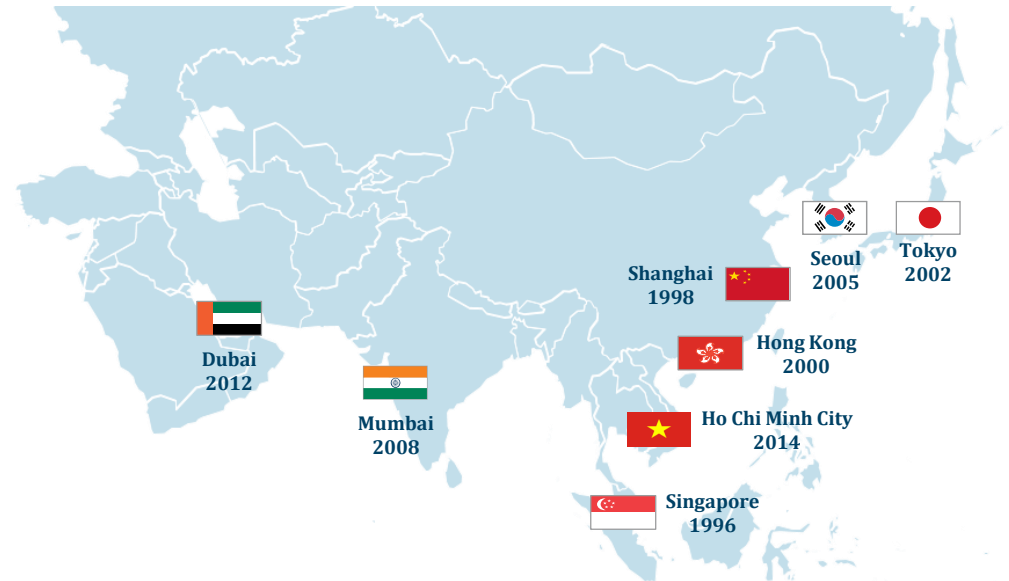 Seoul
2005
Tokyo
2002
Shanghai
1998
Hong Kong
2000
Dubai
2012
Mumbai
2008
Ho Chi Minh City
2014
Singapore
1996